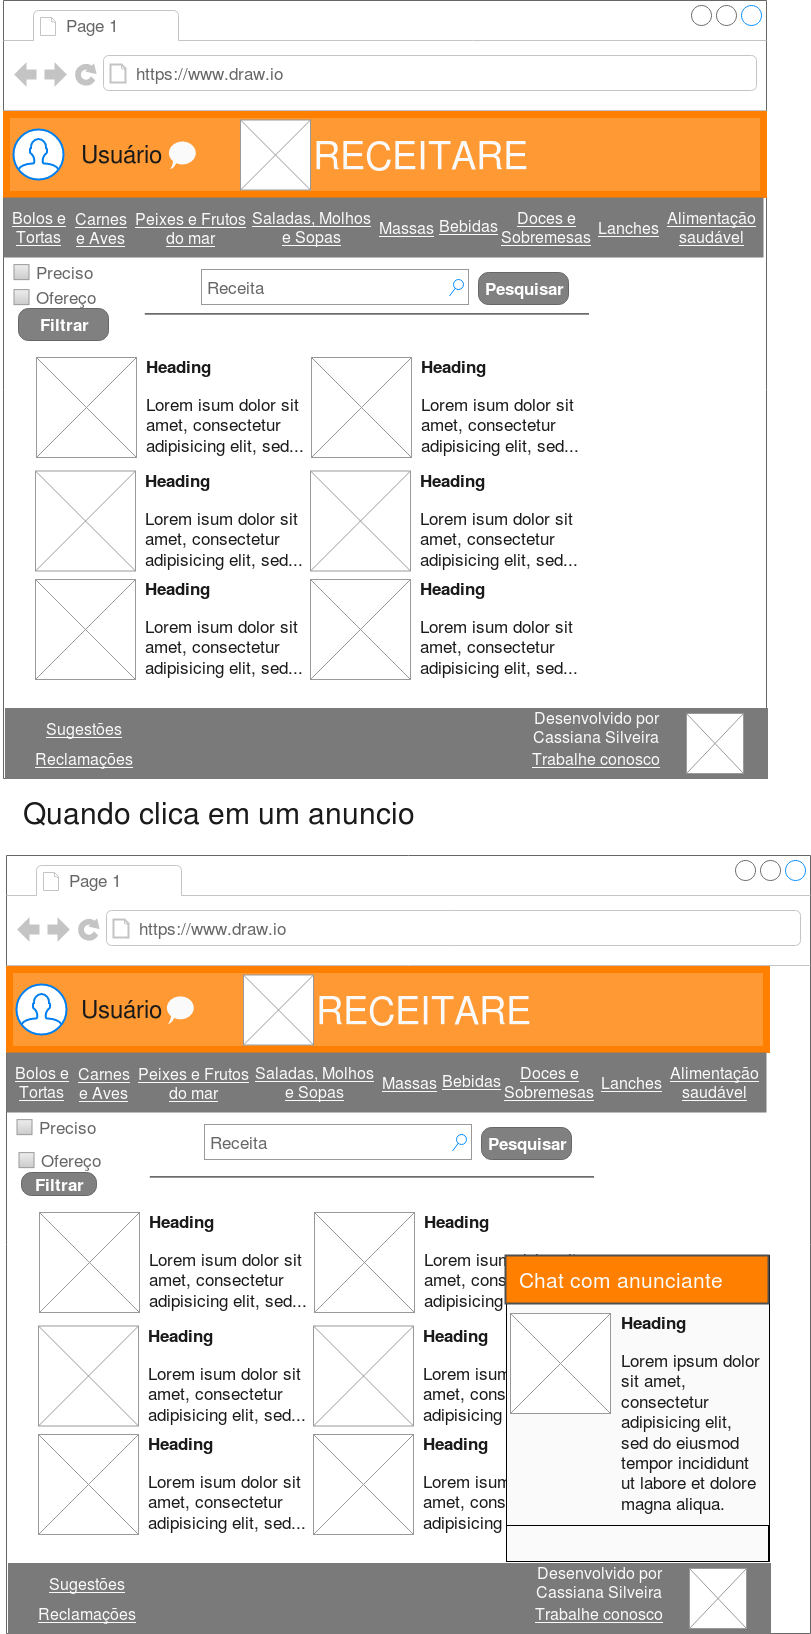 Page 1
https://www.draw.io
Usuário
RECEITARE
Bolos e
Tortas
Carnes
e Aves
Peixes e Frutos
do mar
Saladas, Molhos
e Sopas
Massas
Bebidas
Doces e
Sobremesas
Lanches
Alimentação
saudável
Preciso
Ofereço
Filtrar
Receita
Pesquisar
Heading
Lorem isum dolor sit
amet, consectetur
adipisicing elit, sed...
Heading
Lorem isum dolor sit
amet, consectetur
adipisicing elit, sed...
Heading
Lorem isum dolor sit
amet, consectetur
adipisicing elit, sed...
Heading
Lorem isum dolor sit
amet, consectetur
adipisicing elit, sed...
Heading
Lorem isum dolor sit
amet, consectetur
adipisicing elit, sed...
Heading
Lorem isum dolor sit
amet, consectetur
adipisicing elit, sed...
Sugestões
Reclamações
Desenvolvido por
Cassiana Silveira
Trabalhe conosco
Quando clica em um anuncio
Page 1
https://www.draw.io
Usuário
RECEITARE
Bolos e
Tortas
Carnes
e Aves
Peixes e Frutos
do mar
Saladas, Molhos
e Sopas
Massas
Bebidas
Doces e
Sobremesas
Lanches
Alimentação
saudável
Preciso
Ofereço
Filtrar
Receita
Pesquisar
Heading
Lorem isum dolor sit
amet, consectetur
adipisicing elit, sed...
Heading
Lorem isum
amet, cons
adipisicing
Heading
Lorem isum dolor sit
amet, consectetur
adipisicing elit, sed...
Heading
Lorem isum
amet, cons
adipisicing
Heading
Lorem isum dolor sit
amet, consectetur
adipisicing elit, sed...
Heading
Lorem isum
amet, cons
adipisicing
Chat com anunciante
Heading
Lorem ipsum dolor
sit amet,
consectetur
adipisicing elit,
sed do eiusmod
tempor incididunt
ut labore et dolore
magna aliqua.
Sugestões
Reclamações
Desenvolvido por
Cassiana Silveira
Trabalhe conosco